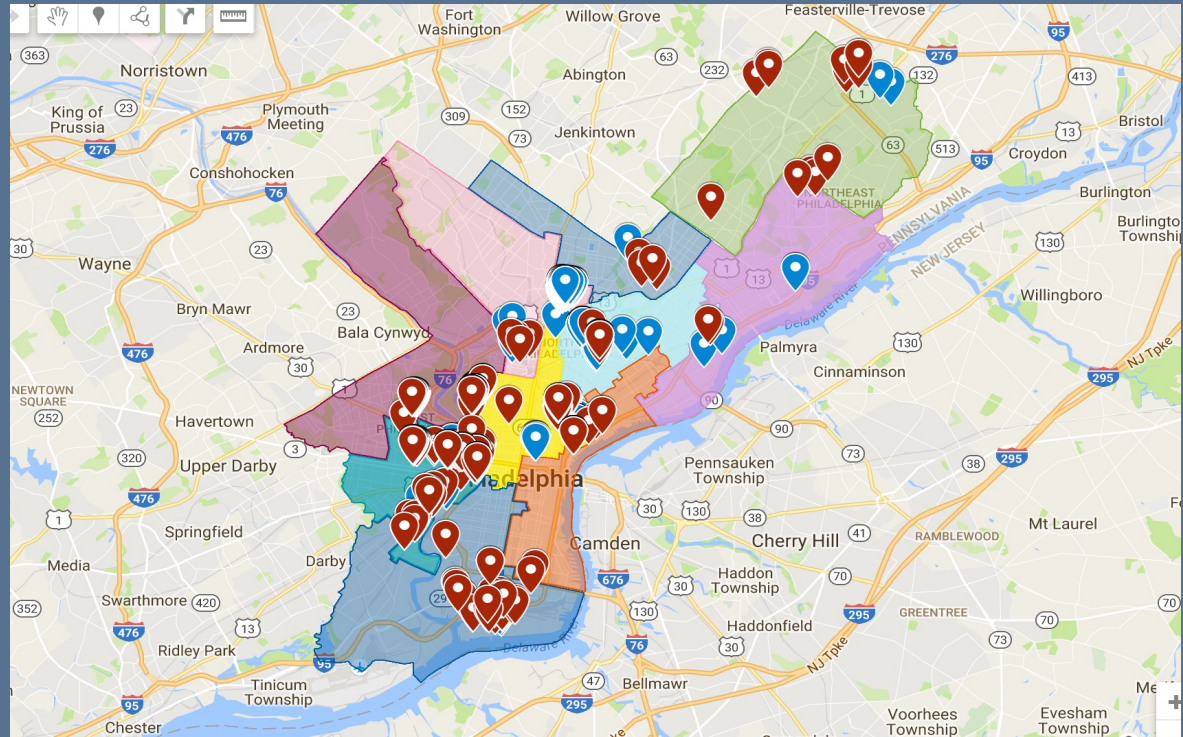 Fort
Washington
Willow Grove
Feasterville-Trevose
363
63
95
276
Norristown
232
132
413
Abington
1
King of
Prussia
23
Plymouth
Meeting
152
309
Bristol
276
476
73
Jenkintown
13
63
513
Croydon
95
Conshohocken
76
NORTHEAST
PHILADELPHIA
Burlington
PENNSYLVANIA
NEW JERSEY
30
23
130
Wayne
1
13
Willingboro
Bryn Mawr
23
Delaware River
Bala Cynwyd
476
Ardmore
30
Palmyra
130
NJ Tpke
76
Cinnaminson
295
NEWTOWN
SQUARE
252
1
90
Havertown
90
3
320
Upper Darby
73
Pennsauken
Township
38
295
476
30
130
1
38
Mt Laurel
Springfield
Cherry Hill
41
RAMBLEWOOD
Camden
Media
Darby
676
Haddon
Township
70
30
352
Swarthmore
420
130
295
GREENTREE
70
70
13
476
Haddonfield
73
Ridley Park
Delaware River
76
30
NJ Tpke
95
47
Bellmawr
Tinicum
Township
95
295
Chester
Voorhees
Township
Evesham
Township